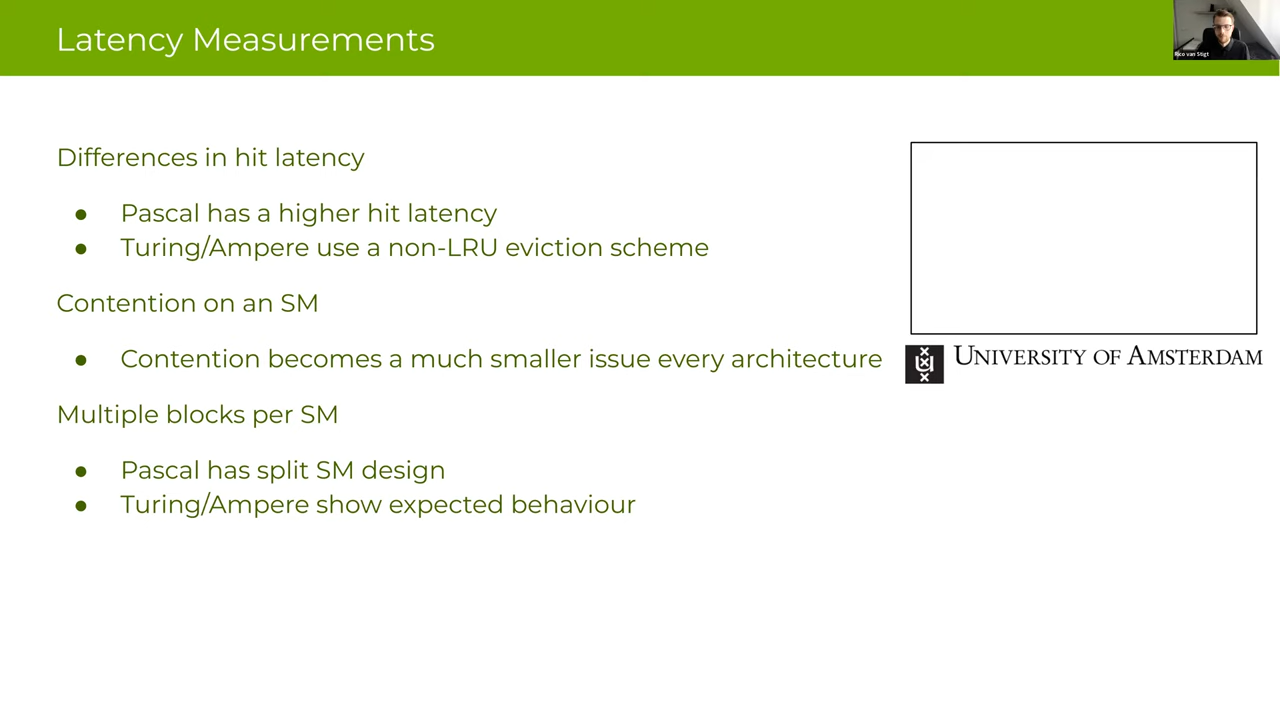 Latency Measurements
Rico van Stigt
Differences in hit latency
● Pascal has a higher hit latency
● Turing/Ampere use a non-LRU eviction scheme
Contention on an SM
● Contention becomes a much smaller issue every architecture
UNIVERSITY OF AMSTERDAM
Multiple blocks per SM
● Pascal has split SM design
● Turing/Ampere show expected behaviour